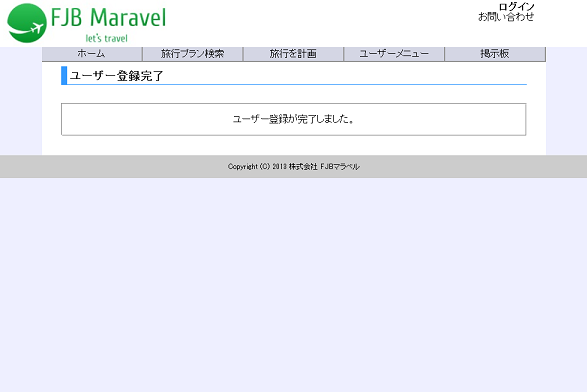 FJB Maravel
let's travel
ログイン
お問い合わせ
ホーム 旅行プラン検索 旅行を計画 ユーザーメニュー 掲示板
ユーザー登録完了
ユーザー登録が完了しました。
Copyright (C) 2013 株式会社 FJBマラベル